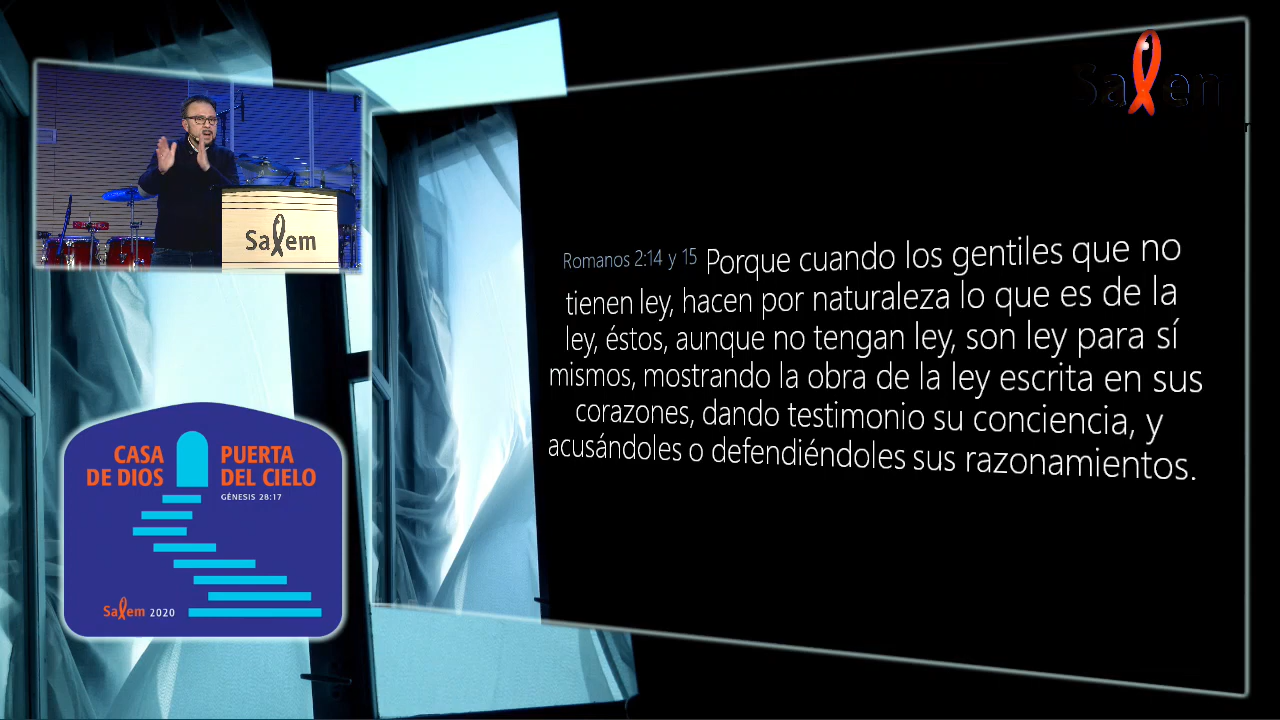 Salem
Salem
Romanos 2:14 y 15 Porque cuando los gentiles que no
tienen ley, hacen por naturaleza lo que es de la
ley, éstos, aunque no tengan ley, son ley para sí
mismos, mostrando la obra de la ley escrita en sus
corazones, dando testimonio su conciencia, y
acusándoles o defendiéndoles sus razonamientos.
CASA
DE DIOS
PUERTA
DEL CIELO
GÉNESIS 28:17
Salem 2020